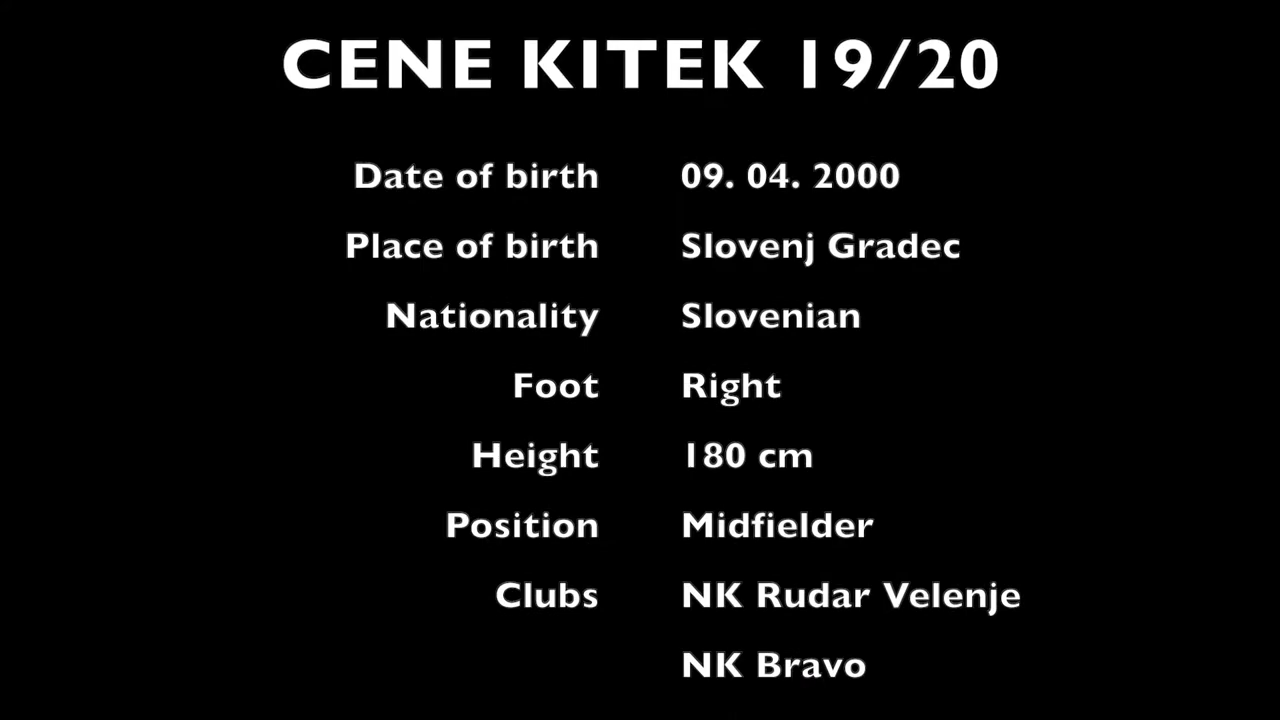 CENE KITEK 19/20
Date of birth 09. 04. 2000
Place of birth Slovenj Gradec
Nationality Slovenian
Foot Right
Height 180 cm
Position Midfielder
Clubs NK Rudar Velenje
NK Bravo